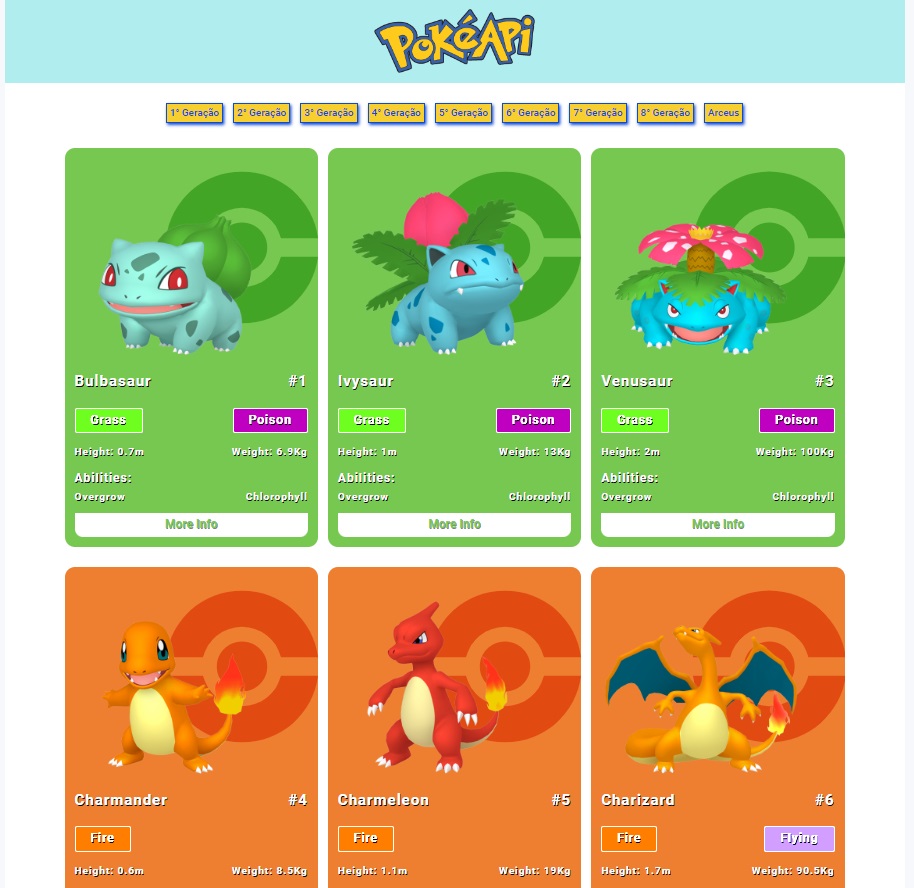 PokéApi
1° Geração 2° Geração 3° Geração 4° Geração 5° Geração 6° Geração 7° Geração 8° Geração Arceus
Bulbasaur #1
Grass Poison
Height: 0.7m Weight: 6.9Kg
Abilities:
Overgrow Chlorophyll
More Info
Ivysaur #2
Grass Poison
Height: 1m Weight: 13Kg
Abilities:
Overgrow Chlorophyll
More Info
Venusaur #3
Grass Poison
Height: 2m Weight: 100Kg
Abilities:
Overgrow Chlorophyll
More Info
Charmander #4
Fire
Height: 0.6m Weight: 8.5Kg
Charmeleon #5
Fire
Height: 1.1m Weight: 19Kg
Charizard #6
Fire Flying
Height: 1.7m Weight: 90.5Kg